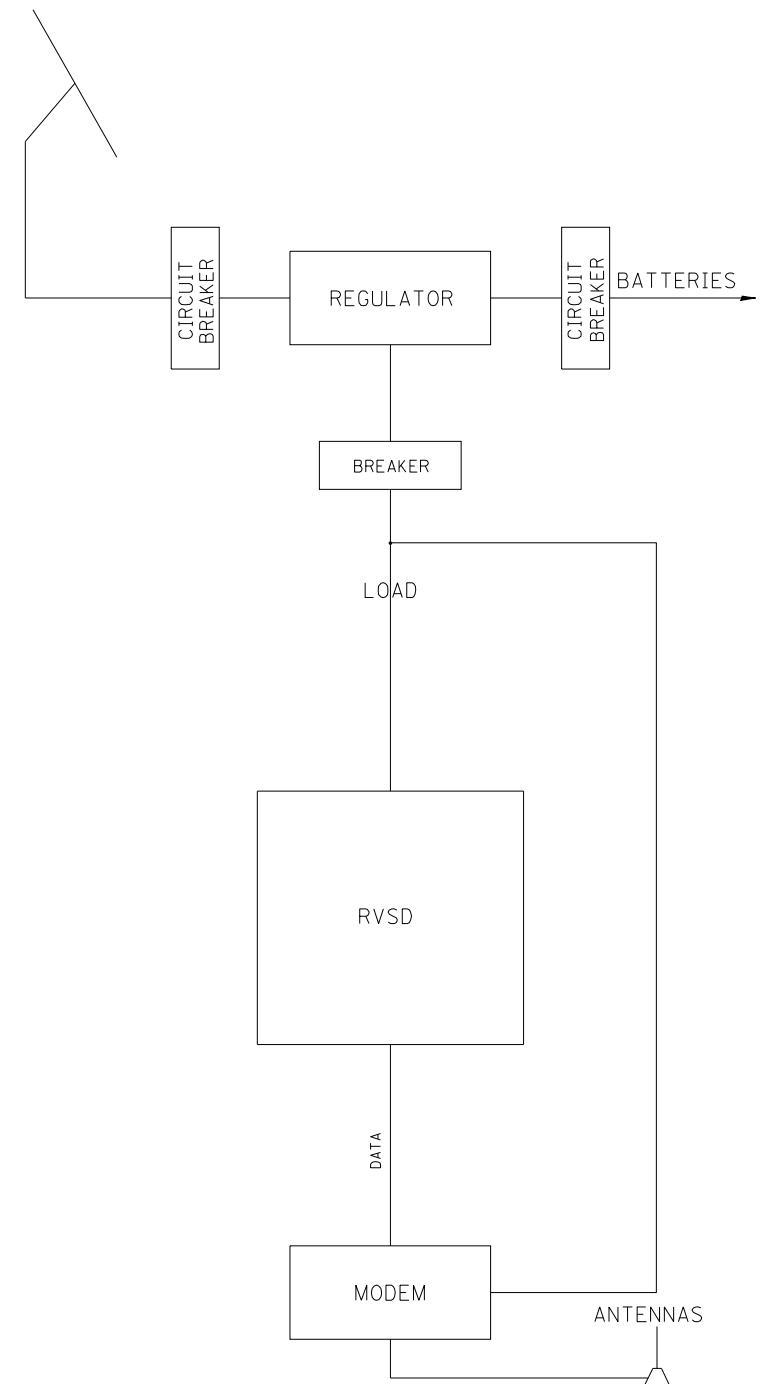 CIRCUIT
BREAKER
REGULATOR
CIRCUIT
BREAKER
BATTERIES
BREAKER
LOAD
RVSD
DATA
MODEM
ANTENNAS